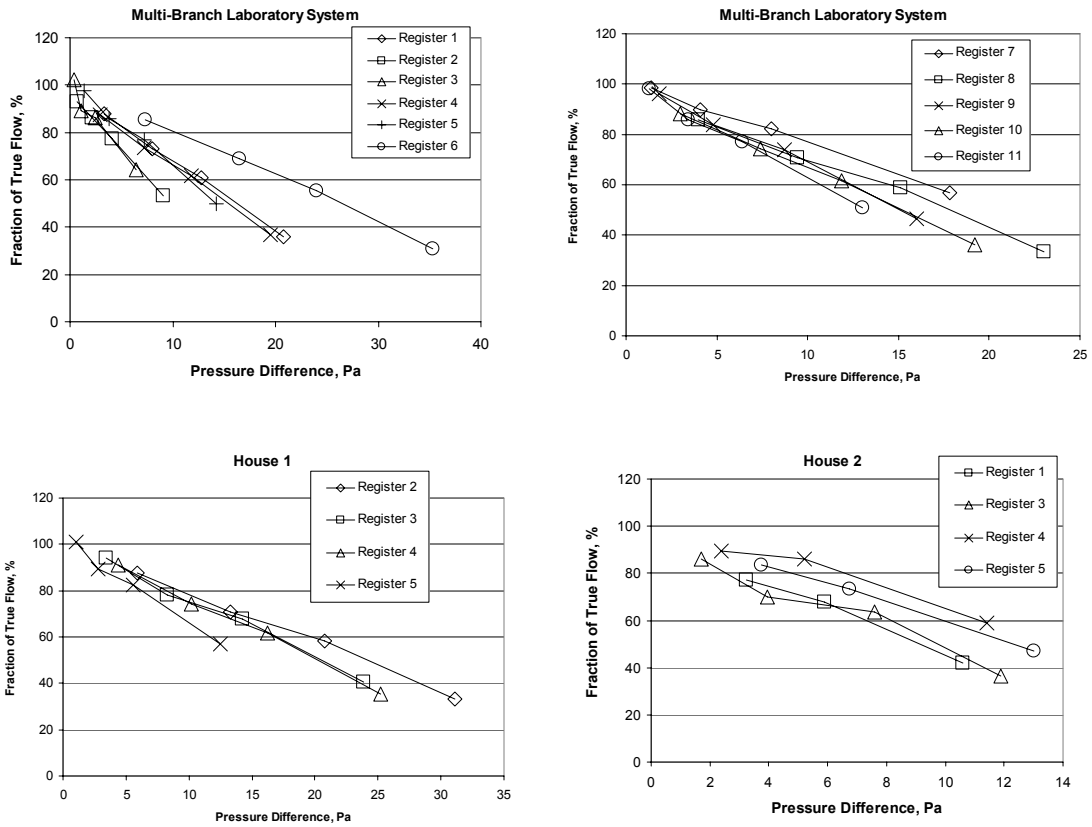 Multi-Branch Laboratory System
120
100
80
60
40
20
0
0 10 20 30 40
Fraction of True Flow, %
Pressure Difference, Pa
Register 1
Register 2
Register 3
Register 4
Register 5
Register 6
Multi-Branch Laboratory System
120
100
80
60
40
20
0
0 5 10 15 20 25
Fraction of True Flow, %
Pressure Difference, Pa
Register 7
Register 8
Register 9
Register 10
Register 11
House 1
120
100
80
60
40
20
0
0 5 10 15 20 25 30 35
Fraction of True Flow, %
Pressure Difference, Pa
Register 2
Register 3
Register 4
Register 5
House 2
120
100
80
60
40
20
0
0 2 4 6 8 10 12 14
Fraction of True Flow, %
Pressure Difference, Pa
Register 1
Register 3
Register 4
Register 5